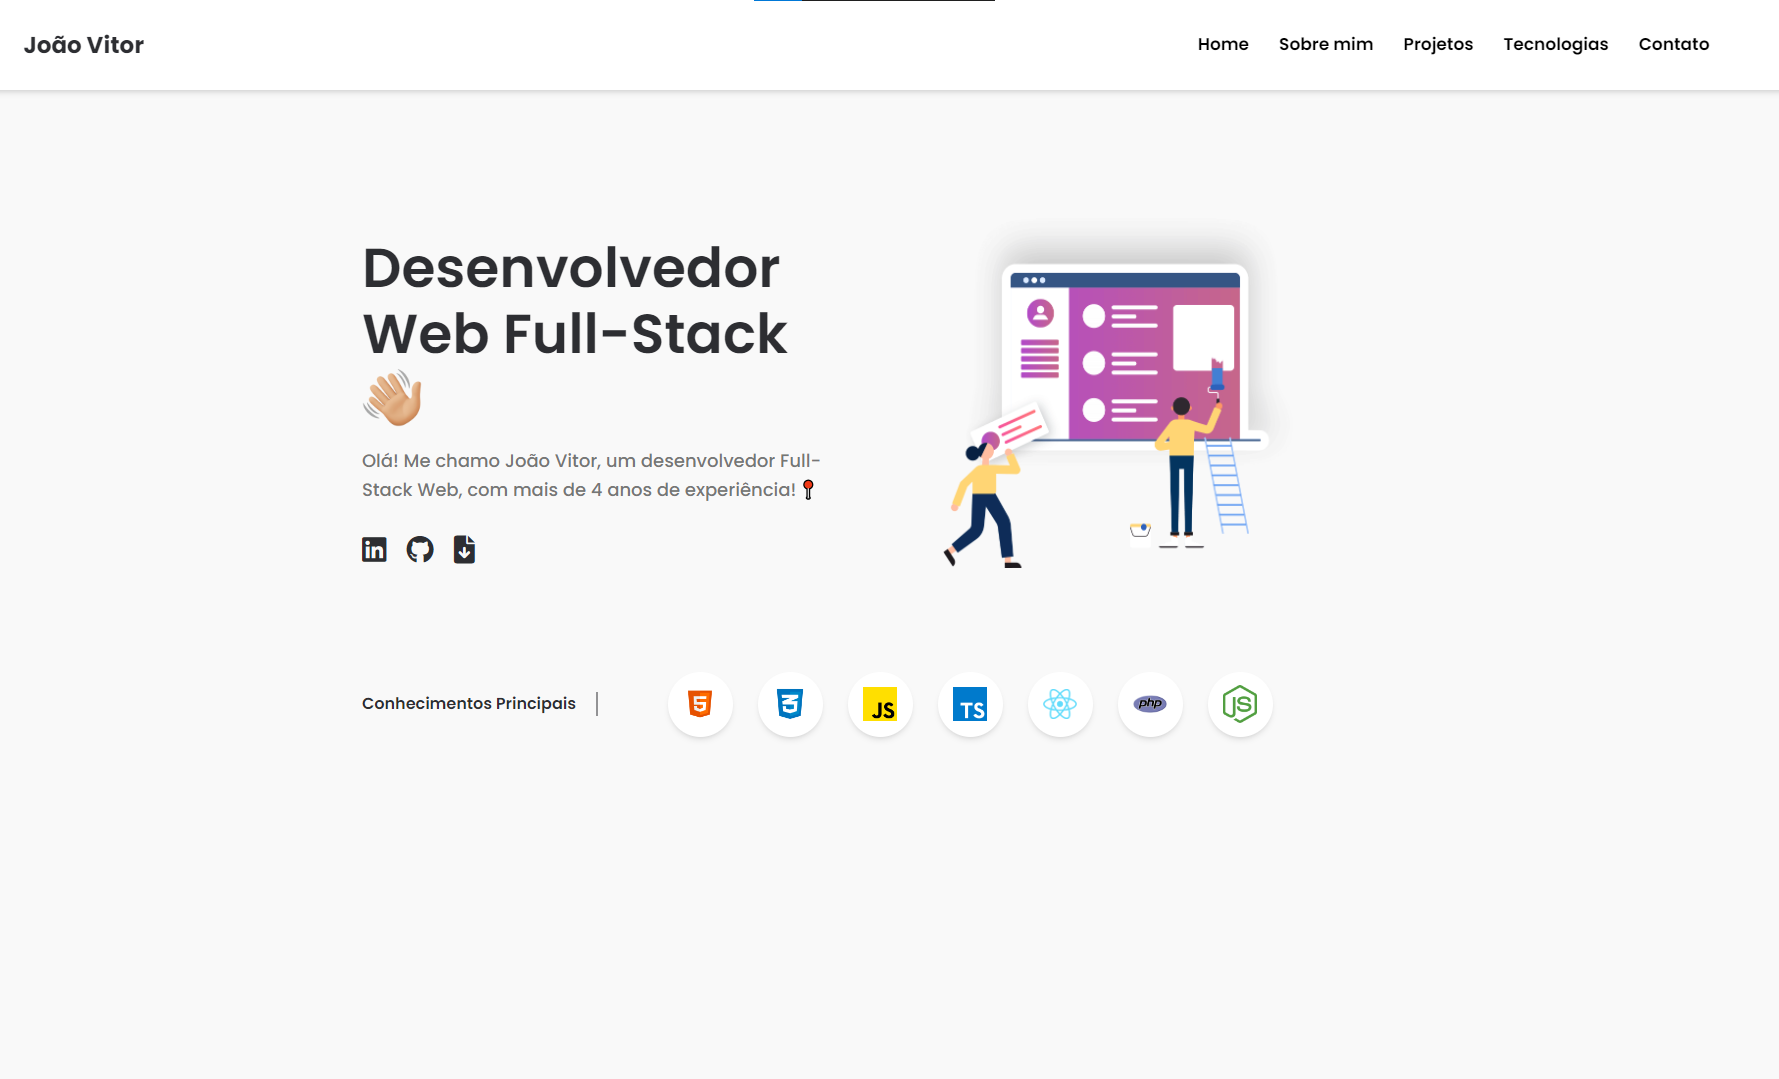 João Vitor
Home Sobre mim Projetos Tecnologias Contato
Desenvolvedor
Web Full-Stack
👋🏼
Olá! Me chamo João Vitor, um desenvolvedor Full-
Stack Web, com mais de 4 anos de experiência! 📍
in
Conhecimentos Principais
5 3 JS TS php JS